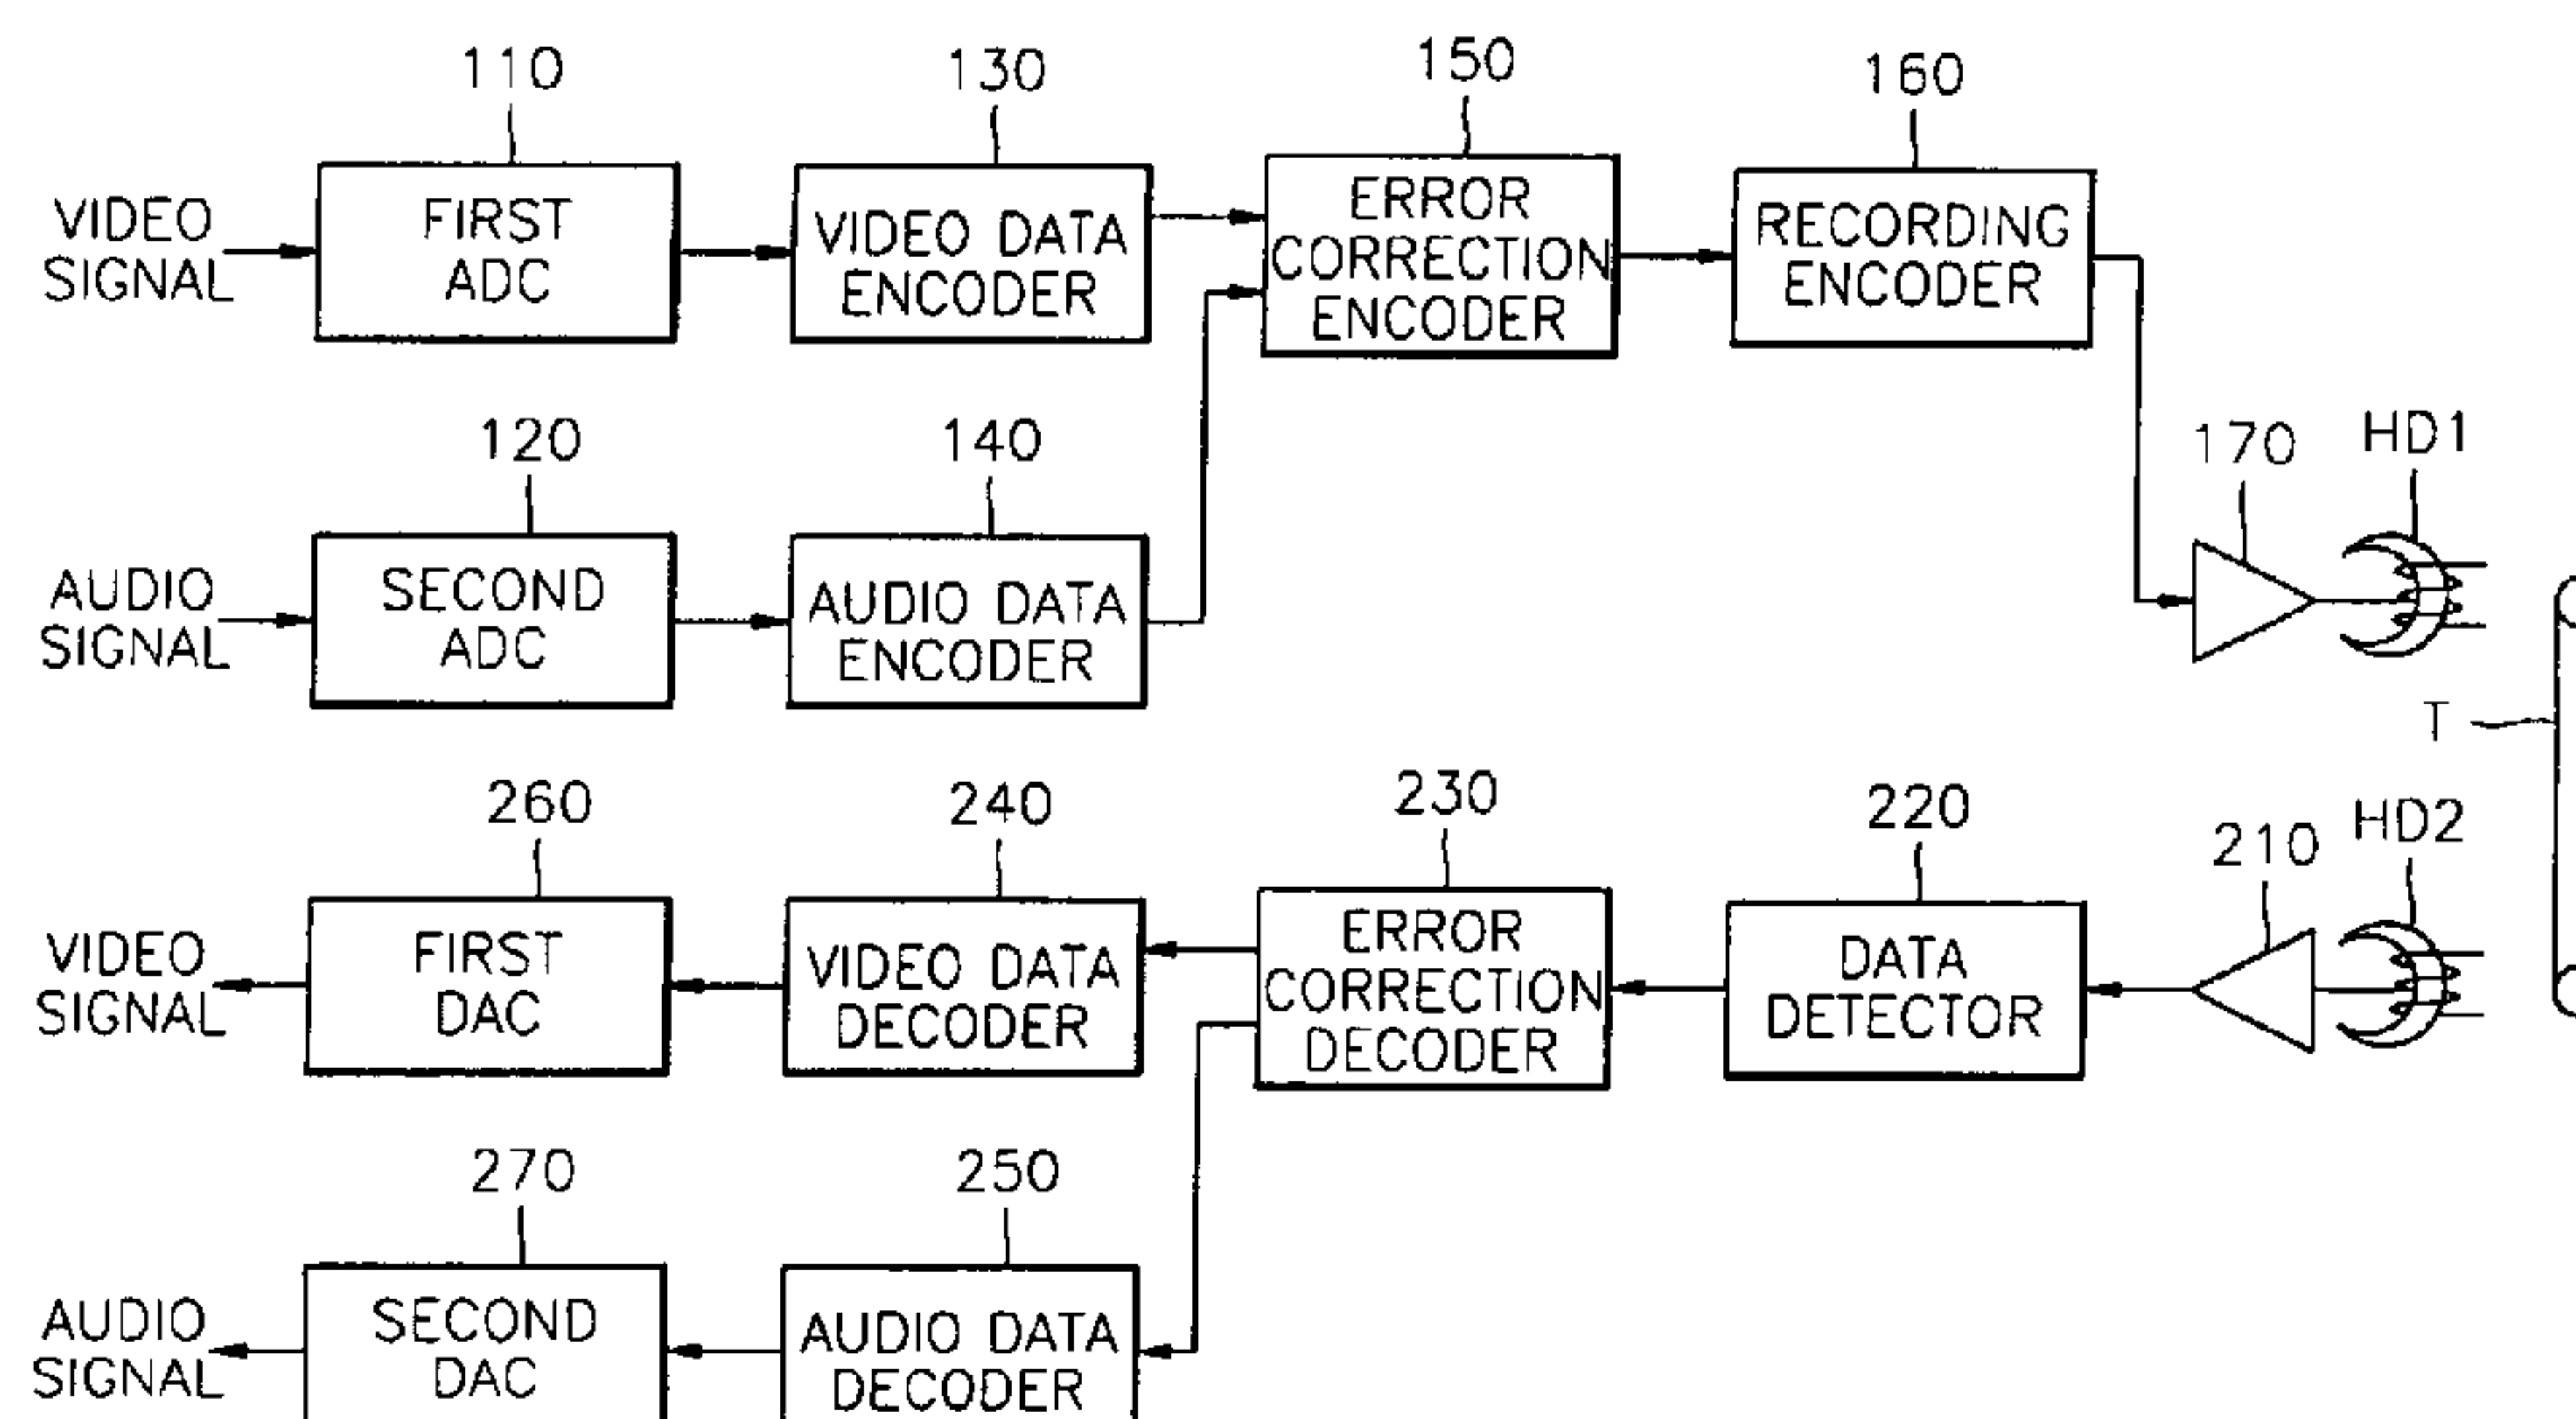 110
130
150
160
VIDEO
SIGNAL
FIRST
ADC
VIDEO DATA
ENCODER
ERROR
CORRECTION
ENCODER
RECORDING
ENCODER
120
140
170
HD1
AUDIO
SIGNAL
SECOND
ADC
AUDIO DATA
ENCODER
T
260
240
230
220
210
HD2
VIDEO
SIGNAL
FIRST
DAC
VIDEO DATA
DECODER
ERROR
CORRECTION
DECODER
DATA
DETECTOR
270
250
AUDIO
SIGNAL
SECOND
DAC
AUDIO DATA
DECODER